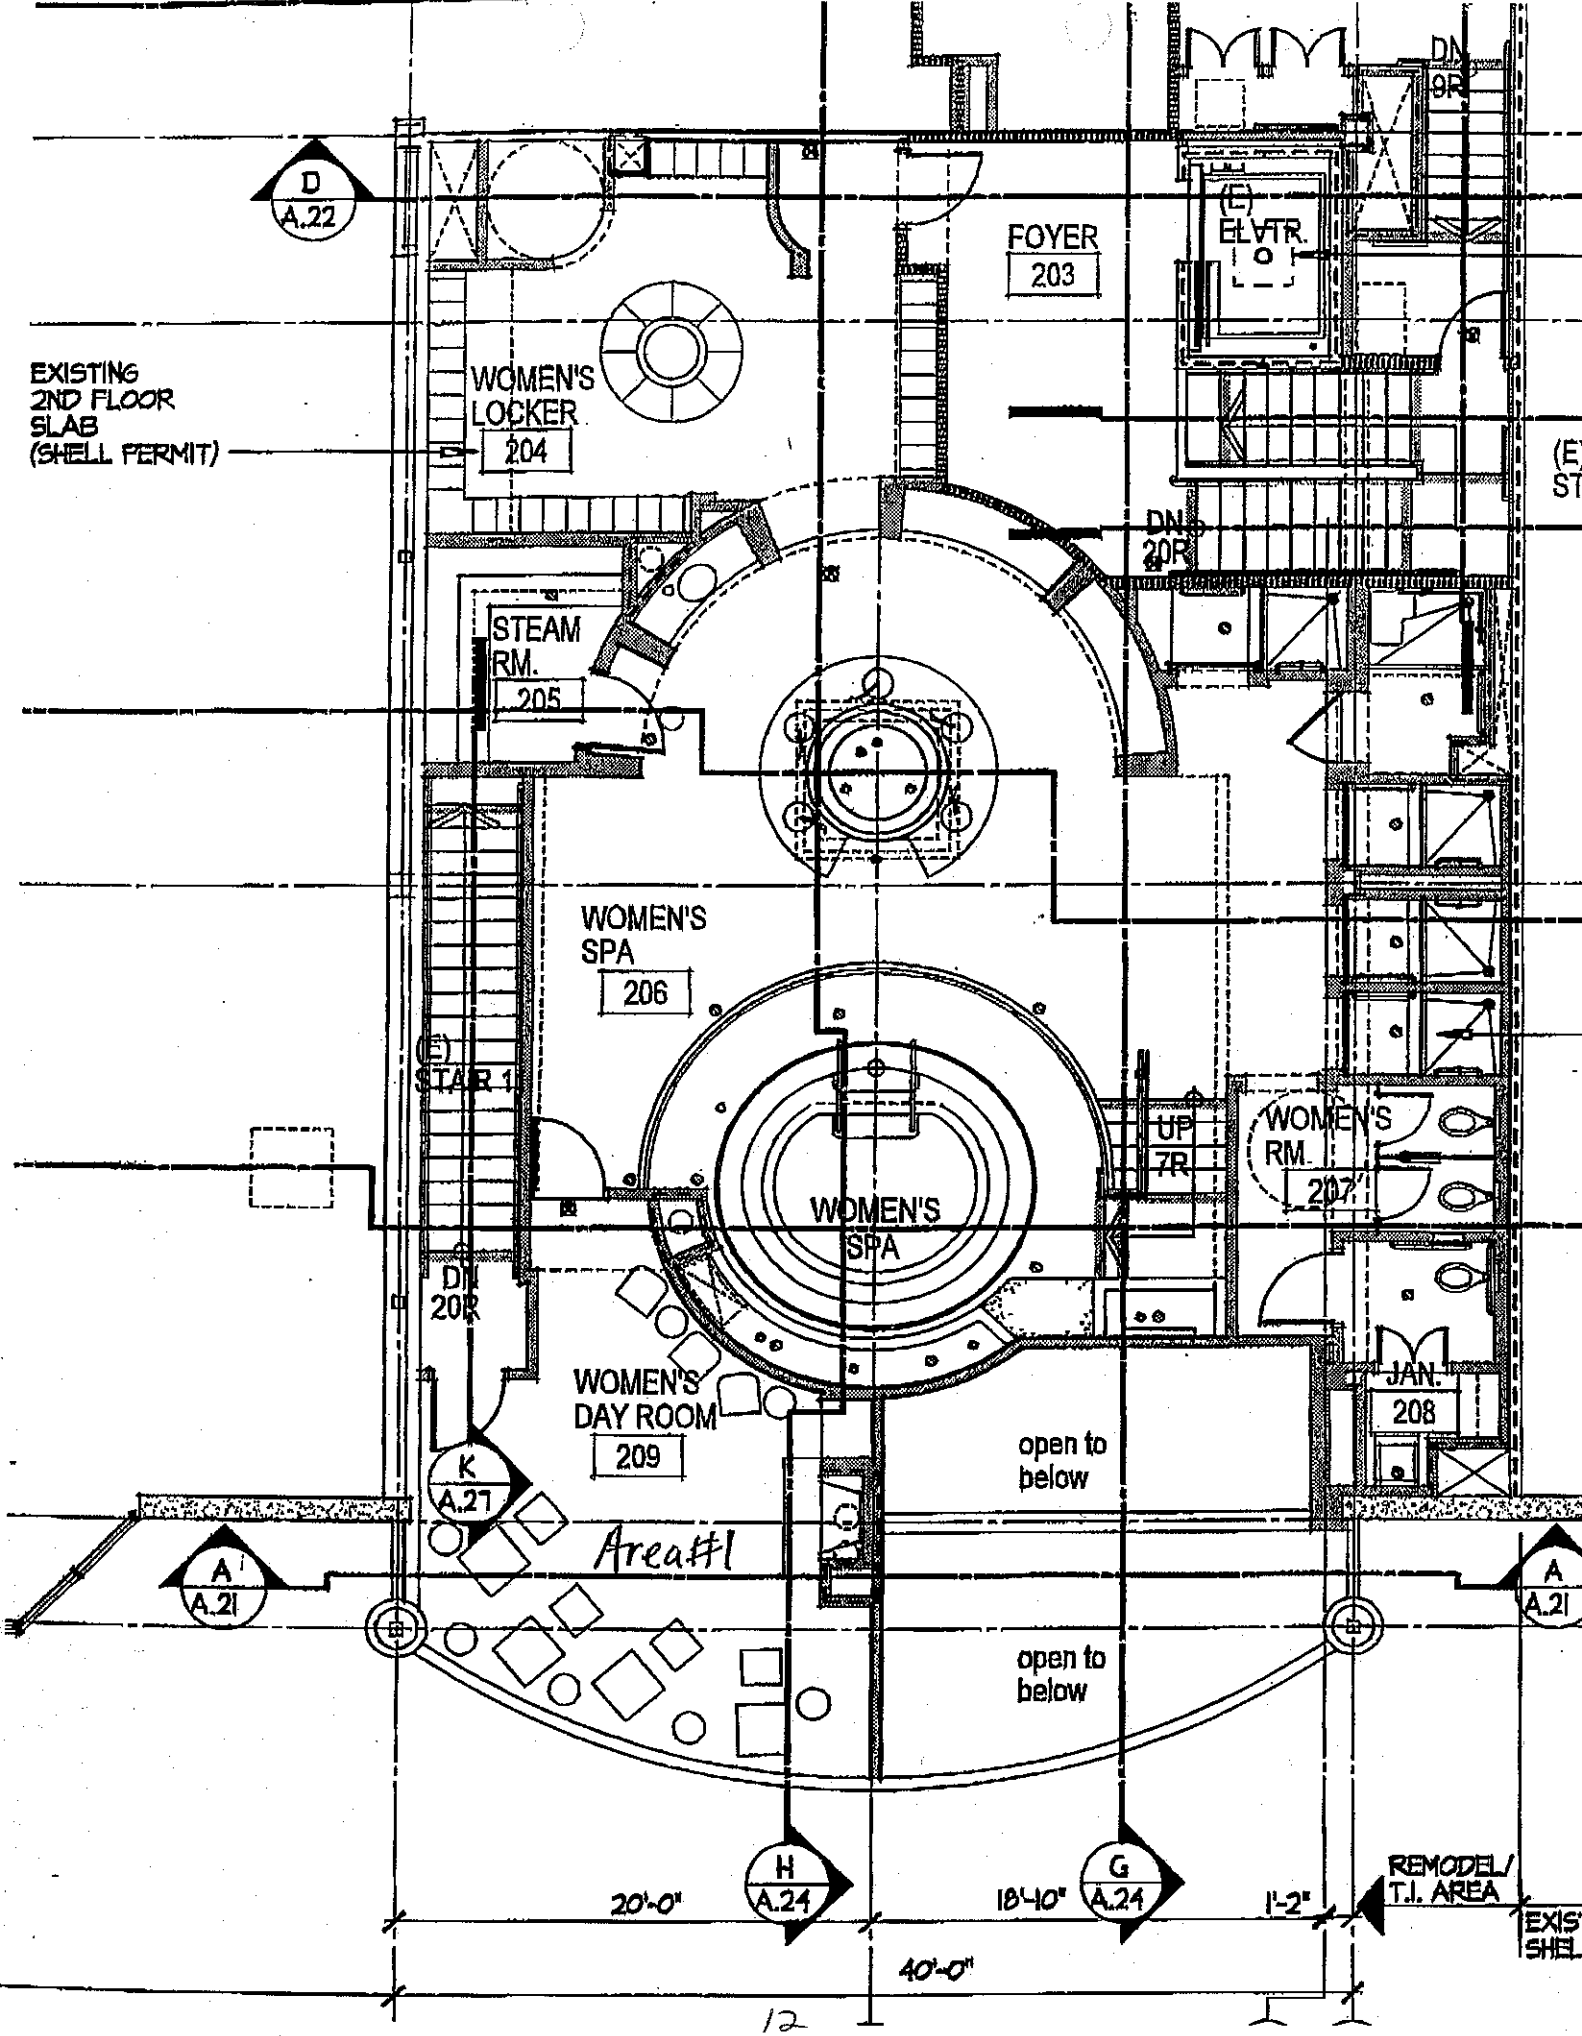 DN
9R
D
A.22
(E)
ELVTR.
FOYER
203
EXISTING
2ND FLOOR
SLAB
(SHELL PERMIT)
WOMEN'S
LOCKER
204
(E)
ST
DN
20R
STEAM
RM.
205
WOMEN'S
SPA
206
(E)
STAIR 1
UP
7R
WOMEN'S
RM.
207
WOMEN'S
SPA
DN
20R
WOMEN'S
DAY ROOM
209
JAN.
208
open to
below
K
A.27
Area#1
A
A.21
A
A.21
open to
below
H
A.24
G
A.24
REMODEL/
T.I. AREA
20'-0"
18'-10"
1'-2"
EXIS
SHEL
40'-0"
12